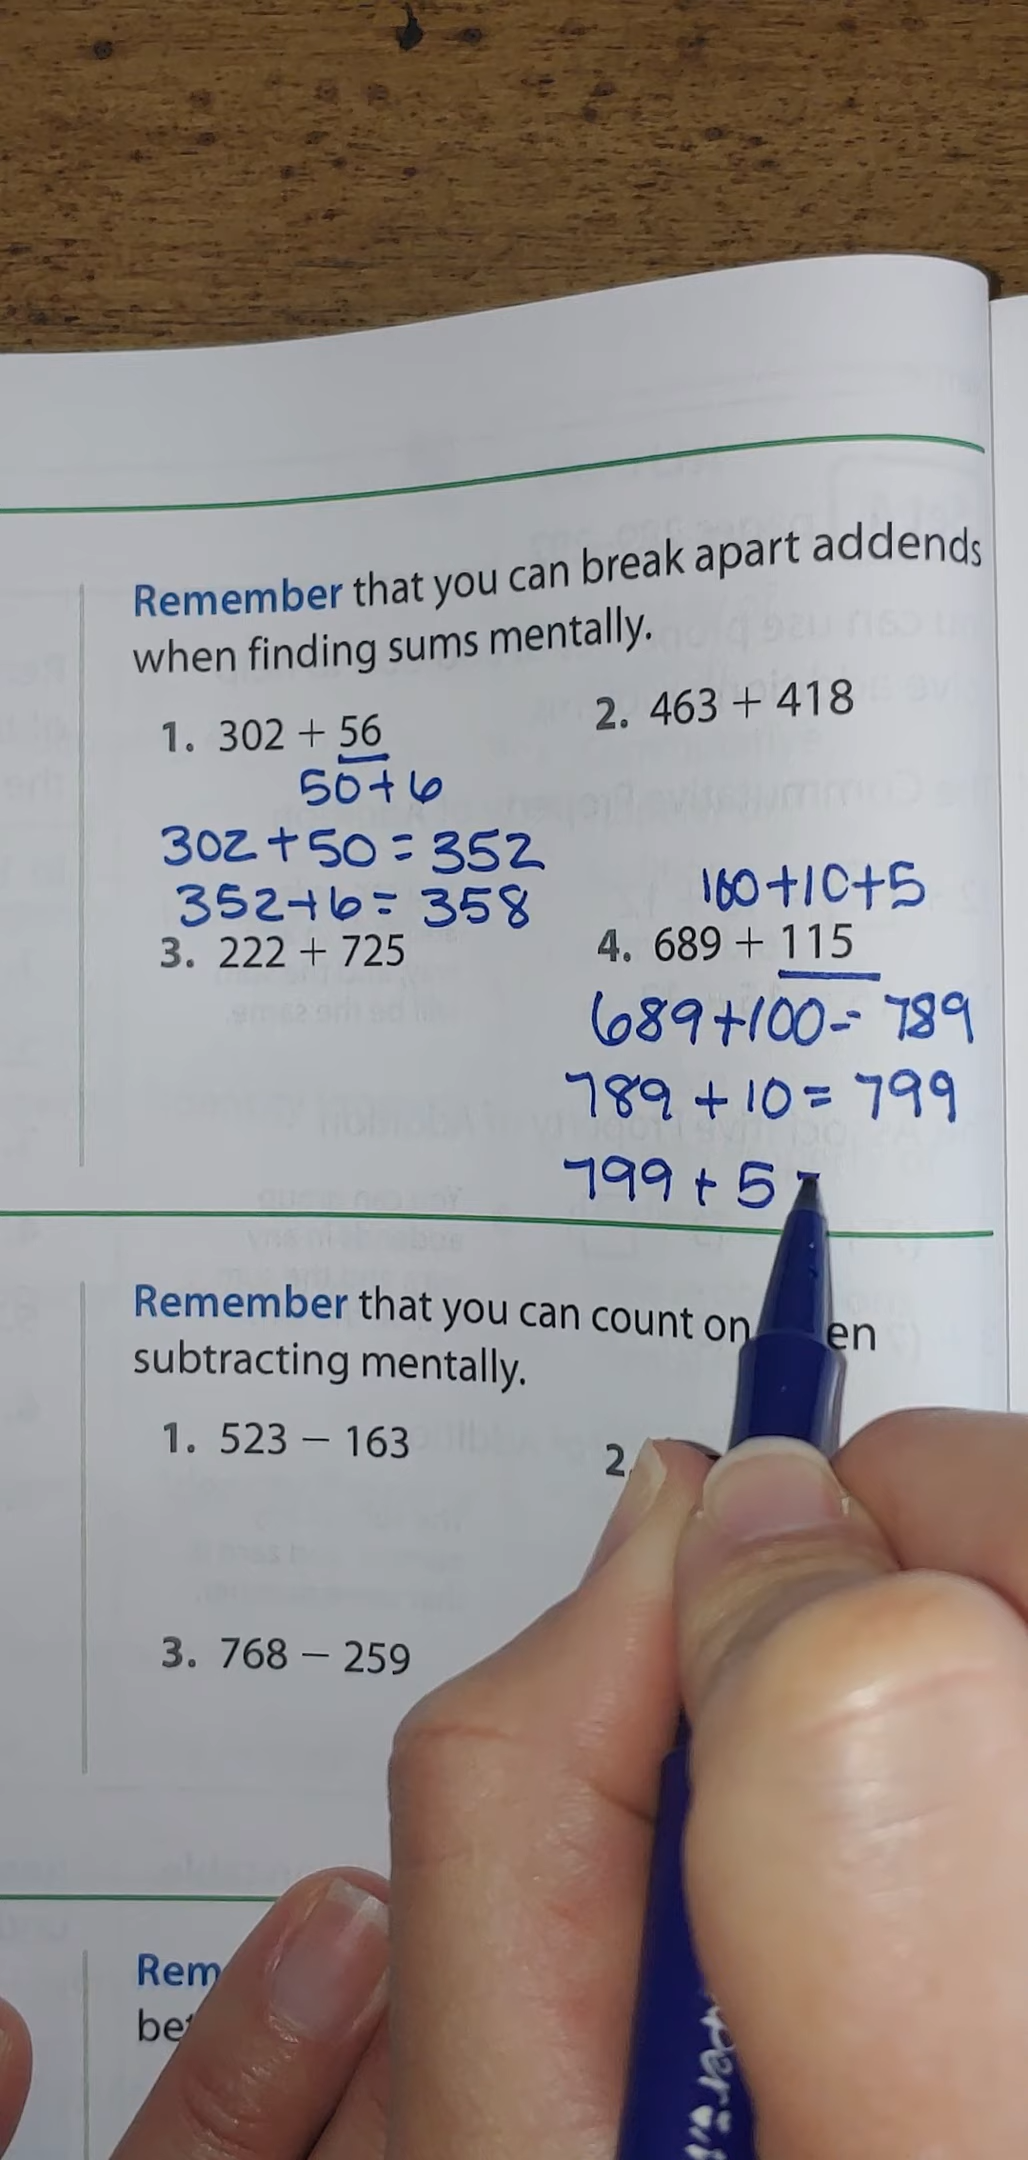 Remember that you can break apart addends
when finding sums mentally.
1. 302 + 56
50+6
302+50=352
352+6=358
2. 463 + 418
3. 222 + 725
100+10+5
4. 689 + 115
689+100=789
789+10=799
799+5
Remember that you can count on
subtracting mentally.
1. 523 − 163
2.
3. 768 − 259